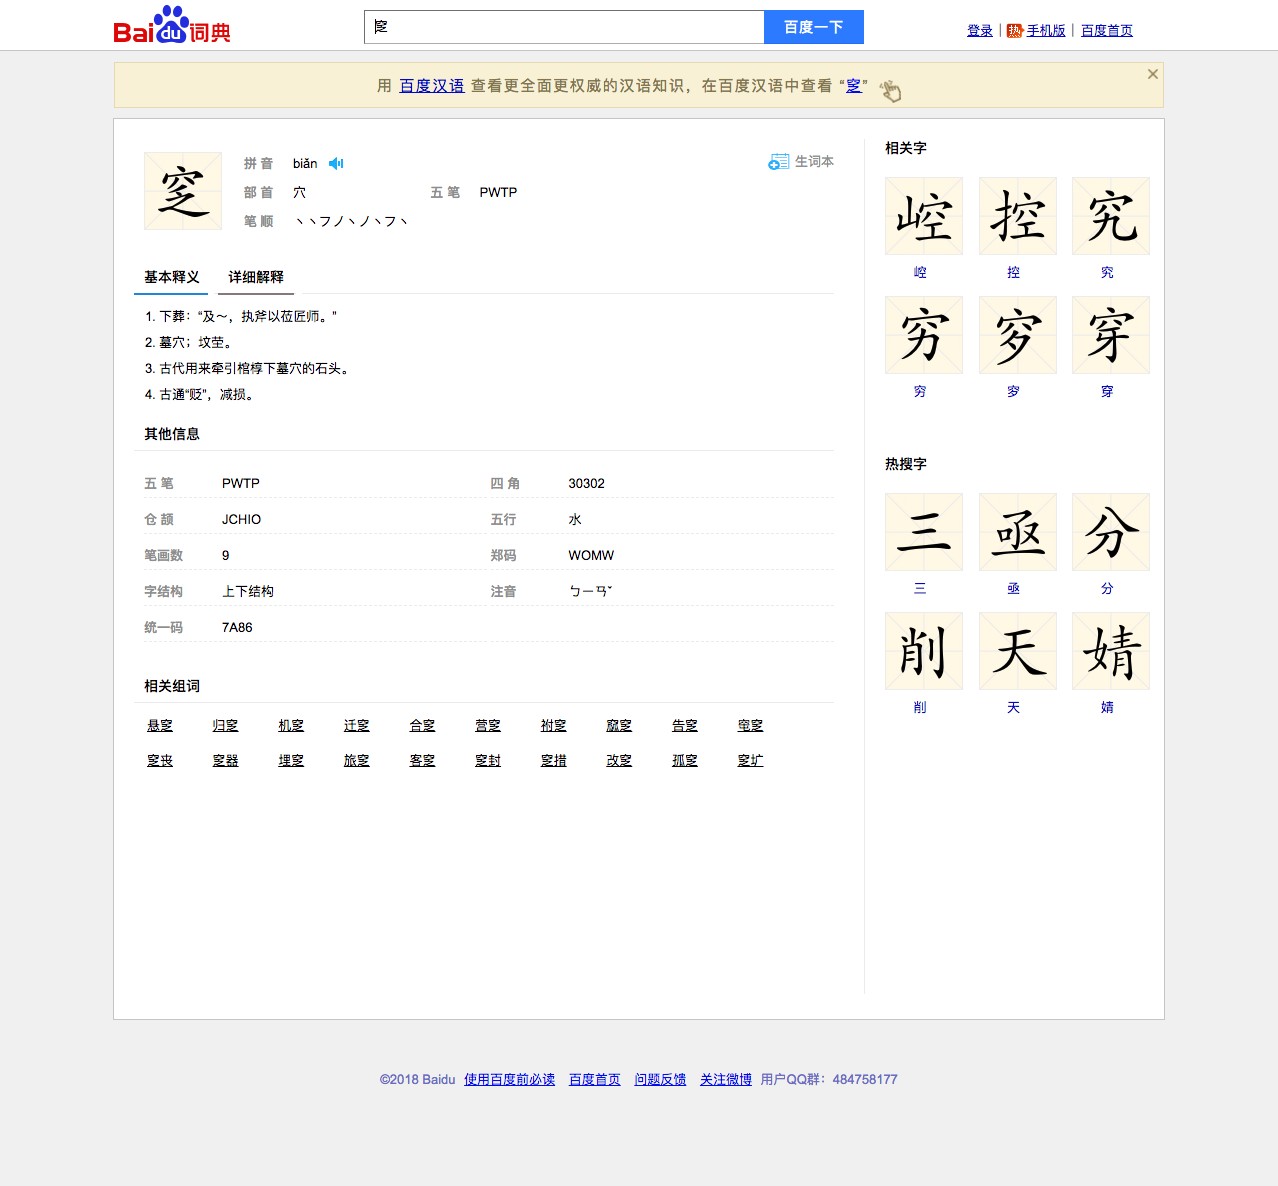 Baidu词典
窆
百度一下
登录 | 热 手机版 | 百度首页
用 百度汉语 查看更全面更权威的汉语知识，在百度汉语中查看 “窆”
窆
拼 音 biǎn
生词本
部 首 穴 五 笔 PWTP
笔 顺 丶丶フノ丶ノ丶フ丶
基本释义 详细解释
1. 下葬：“及～，执斧以莅匠师。”
2. 墓穴；坟茔。
3. 古代用来牵引棺椁下墓穴的石头。
4. 古通“贬”，减损。
其他信息
五 笔 PWTP 四 角 30302
仓 颉 JCHIO 五行 水
笔画数 9 郑码 WOMW
字结构 上下结构 注音 ㄅㄧㄢˇ
统一码 7A86
相关组词
悬窆 归窆 机窆 迁窆 合窆 营窆 祔窆 窳窆 告窆 窀窆
窆丧 窆器 埋窆 旅窆 客窆 窆封 窆措 改窆 孤窆 窆圹
相关字
崆 控 究
崆 控 究
穷 穸 穿
穷 穸 穿
热搜字
三 亟 分
三 亟 分
削 天 婧
削 天 婧
©2018 Baidu 使用百度前必读 百度首页 问题反馈 关注微博 用户QQ群：484758177